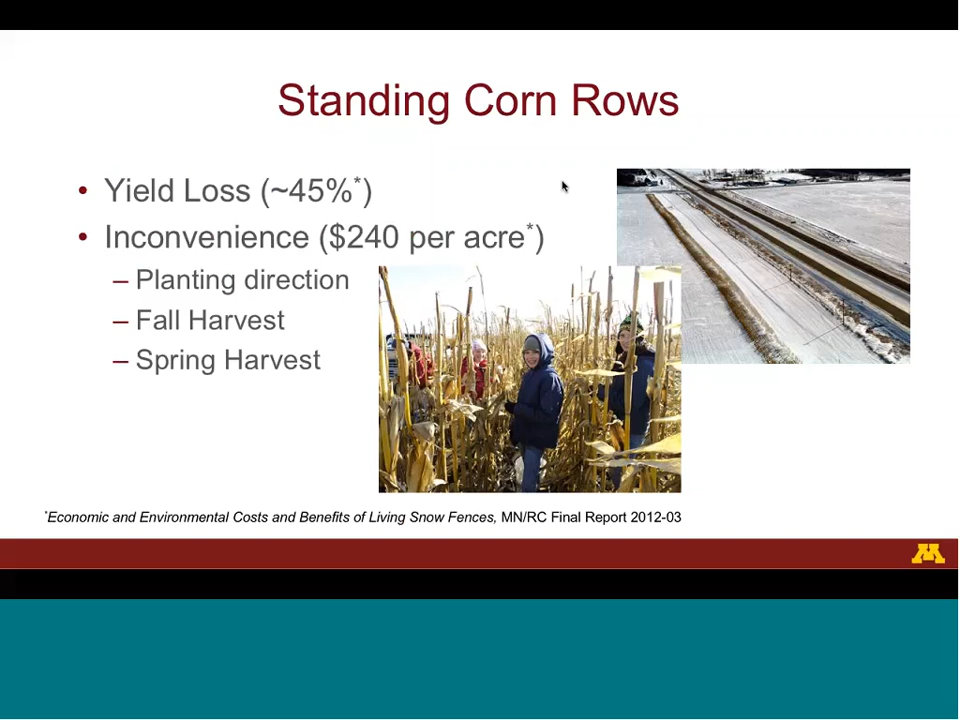 Standing Corn Rows
• Yield Loss (~45%*)
• Inconvenience ($240 per acre*)
– Planting direction
– Fall Harvest
– Spring Harvest
*Economic and Environmental Costs and Benefits of Living Snow Fences, MN/RC Final Report 2012-03
M